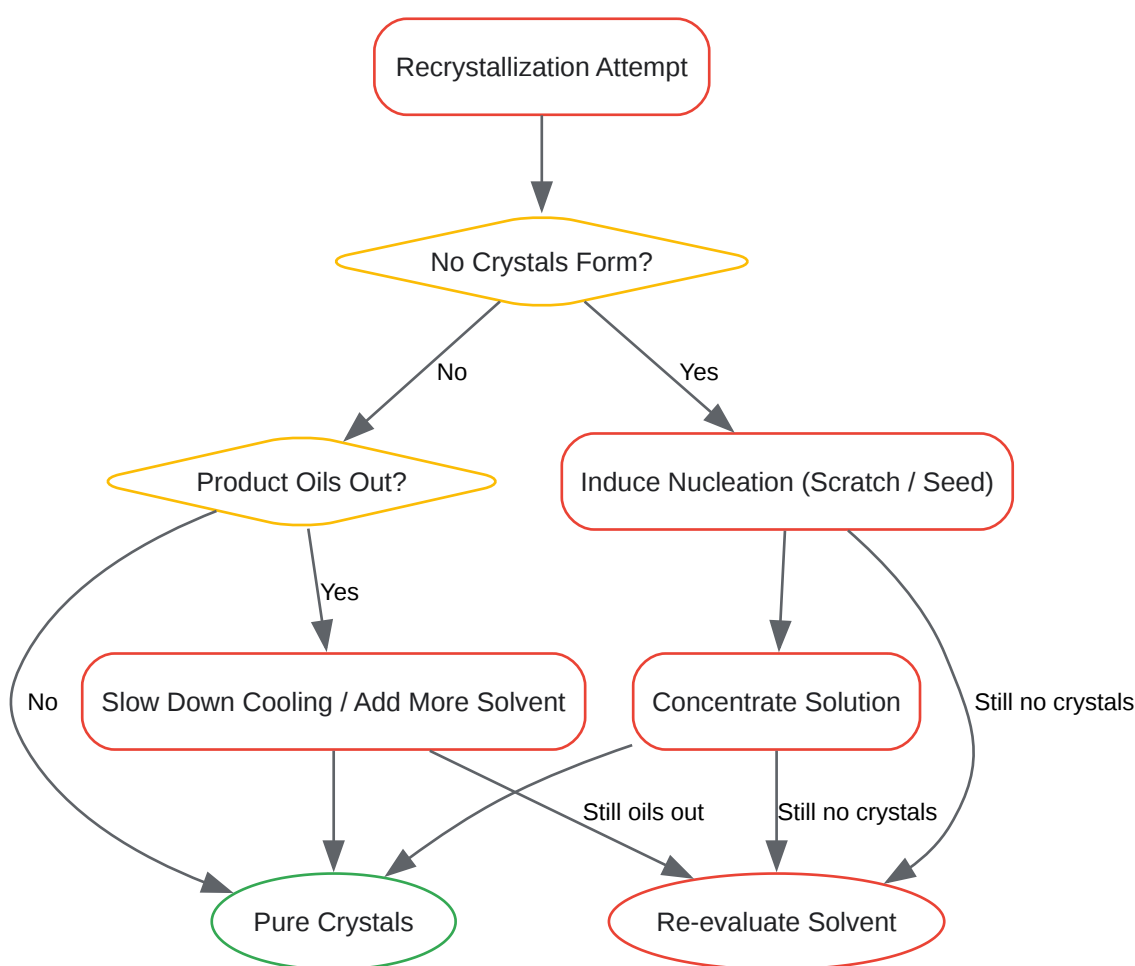 Recrystallization Attempt
No Crystals Form?
No
Yes
Product Oils Out?
Induce Nucleation (Scratch / Seed)
Yes
No
Slow Down Cooling / Add More Solvent
Concentrate Solution
Still no crystals
Still oils out
Still no crystals
Pure Crystals
Re-evaluate Solvent